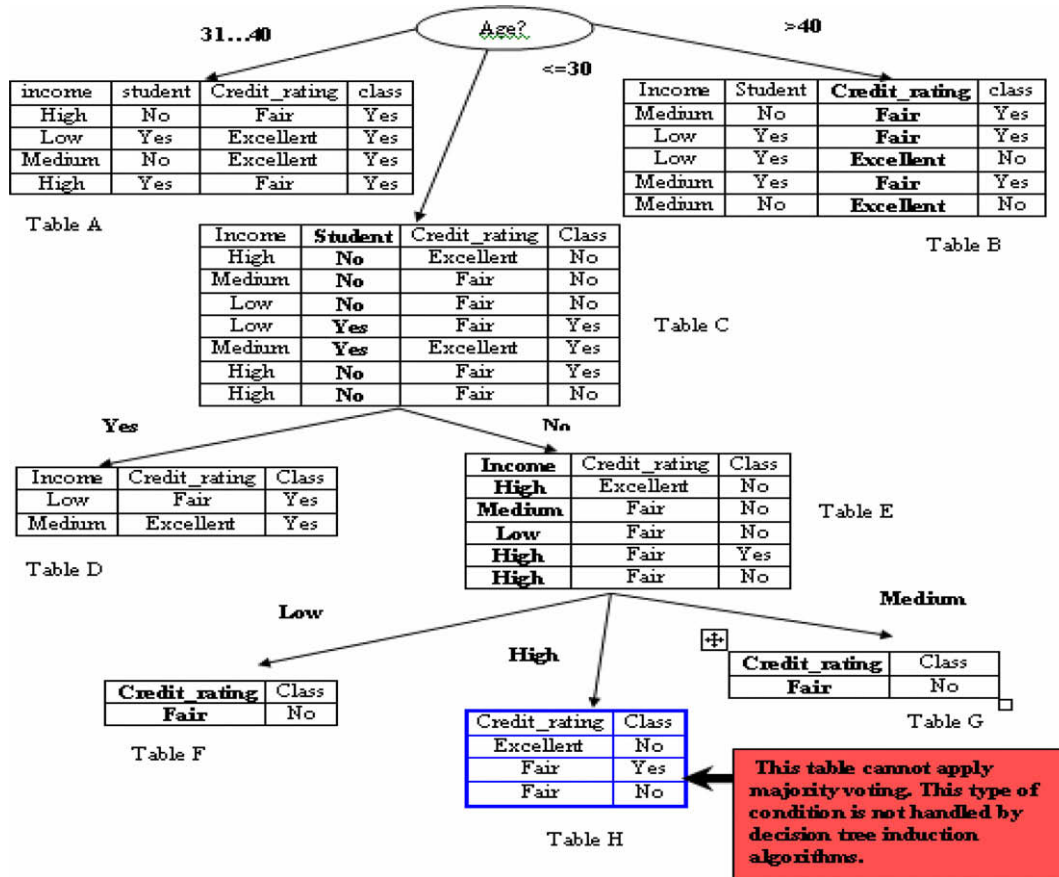 Age?
31...40
<=30
>40
income student Credit_rating class
High No Fair Yes
Low Yes Excellent Yes
Medium No Excellent Yes
High Yes Fair Yes
Table A
Income Student Credit_rating class
Medium No Fair Yes
Low Yes Fair Yes
Low Yes Excellent No
Medium Yes Fair Yes
Medium No Excellent No
Table B
Income Student Credit_rating Class
High No Excellent No
Medium No Fair No
Low No Fair No
Low Yes Fair Yes
Medium Yes Excellent Yes
High No Fair Yes
High No Fair No
Table C
Yes
No
Income Credit_rating Class
Low Fair Yes
Medium Excellent Yes
Table D
Income Credit_rating Class
High Excellent No
Medium Fair No
Low Fair No
High Fair Yes
High Fair No
Table E
Low
High
Medium
Credit_rating Class
Fair No
Table F
Credit_rating Class
Excellent No
Fair Yes
Fair No
Table H
Credit_rating Class
Fair No
Table G
This table cannot apply
majority voting. This type of
condition is not handled by
decision tree induction
algorithms.